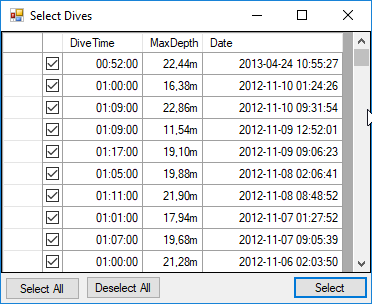 Select Dives
DiveTime MaxDepth Date
00:52:00 22,44m 2013-04-24 10:55:27
01:00:00 16,38m 2012-11-10 01:24:26
01:09:00 22,86m 2012-11-10 09:31:54
01:09:00 11,54m 2012-11-09 12:52:01
01:17:00 19,10m 2012-11-09 09:06:23
01:05:00 19,88m 2012-11-08 02:06:41
01:11:00 21,90m 2012-11-08 08:48:52
01:01:00 17,94m 2012-11-07 01:27:52
01:07:00 19,68m 2012-11-07 09:05:39
01:00:00 21,28m 2012-11-06 02:03:50
Select All Deselect All Select